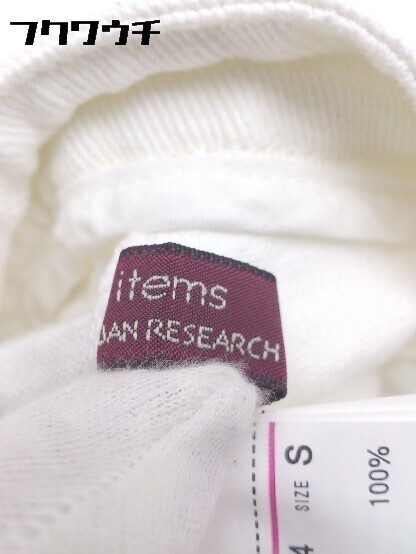 フクワウチ
items
BAN RESEARCH
SIZE S
100%
4